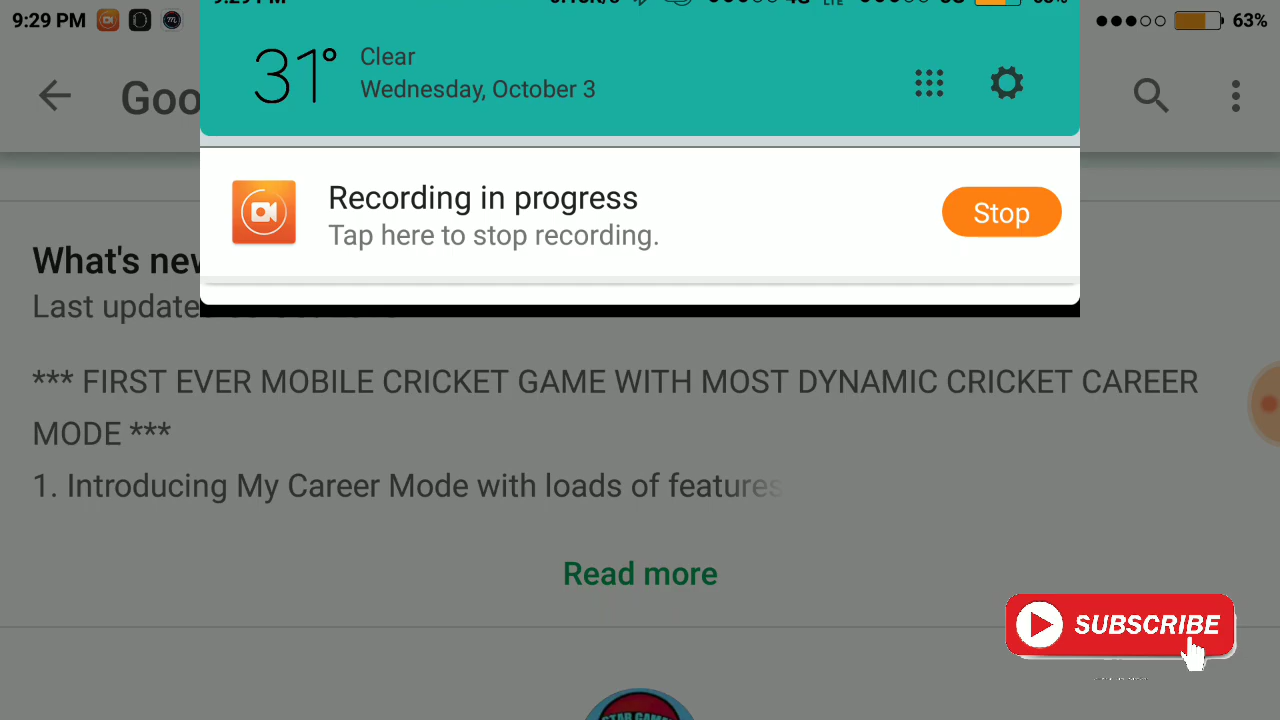 9:29 PM
63%
31°
Clear
Wednesday, October 3
Goo
Recording in progress
Tap here to stop recording.
Stop
What's new
Last update
*** FIRST EVER MOBILE CRICKET GAME WITH MOST DYNAMIC CRICKET CAREER
MODE ***
1. Introducing My Career Mode with loads of features
Read more
SUBSCRIBE
STAR GAM